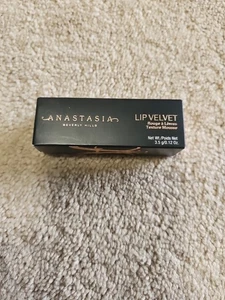 ANASTASIA
BEVERLY HILLS
LIP VELVET
Rouge à Lèvres
Texture Mousse
Net Wt./Poids Net
3.5 g/0.12 Oz.